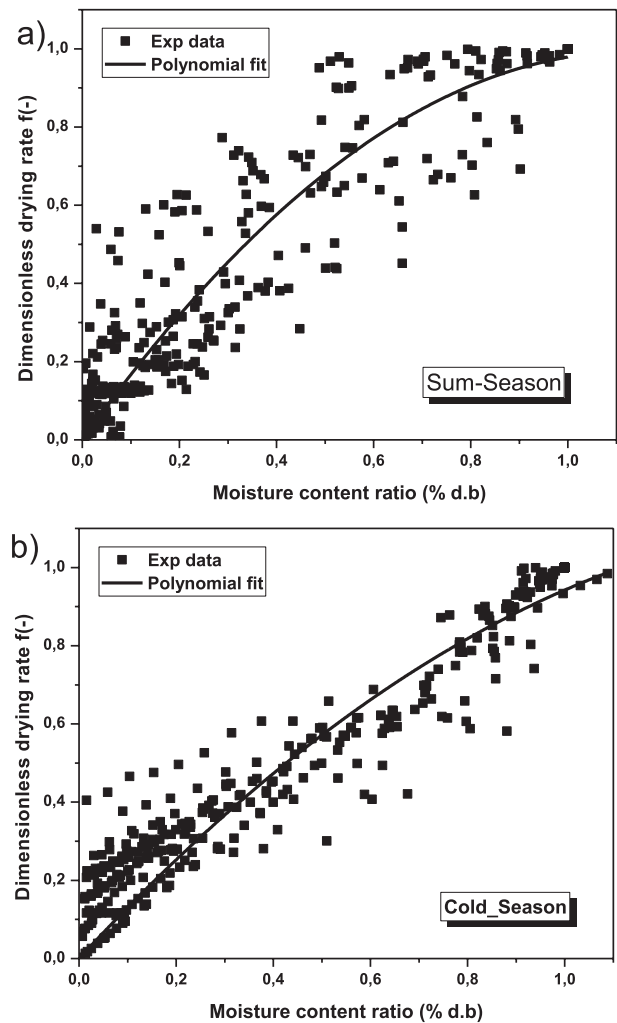 a)
Exp data
Polynomial fit
Dimensionless drying rate f(-)
1,0
0,8
0,6
0,4
0,2
0,0
Sum-Season
0,0 0,2 0,4 0,6 0,8 1,0
Moisture content ratio (% d.b)
b)
Exp data
Polynomial fit
Dimensionless drying rate f(-)
1,0
0,8
0,6
0,4
0,2
0,0
Cold_Season
0,0 0,2 0,4 0,6 0,8 1,0
Moisture content ratio (% d.b)